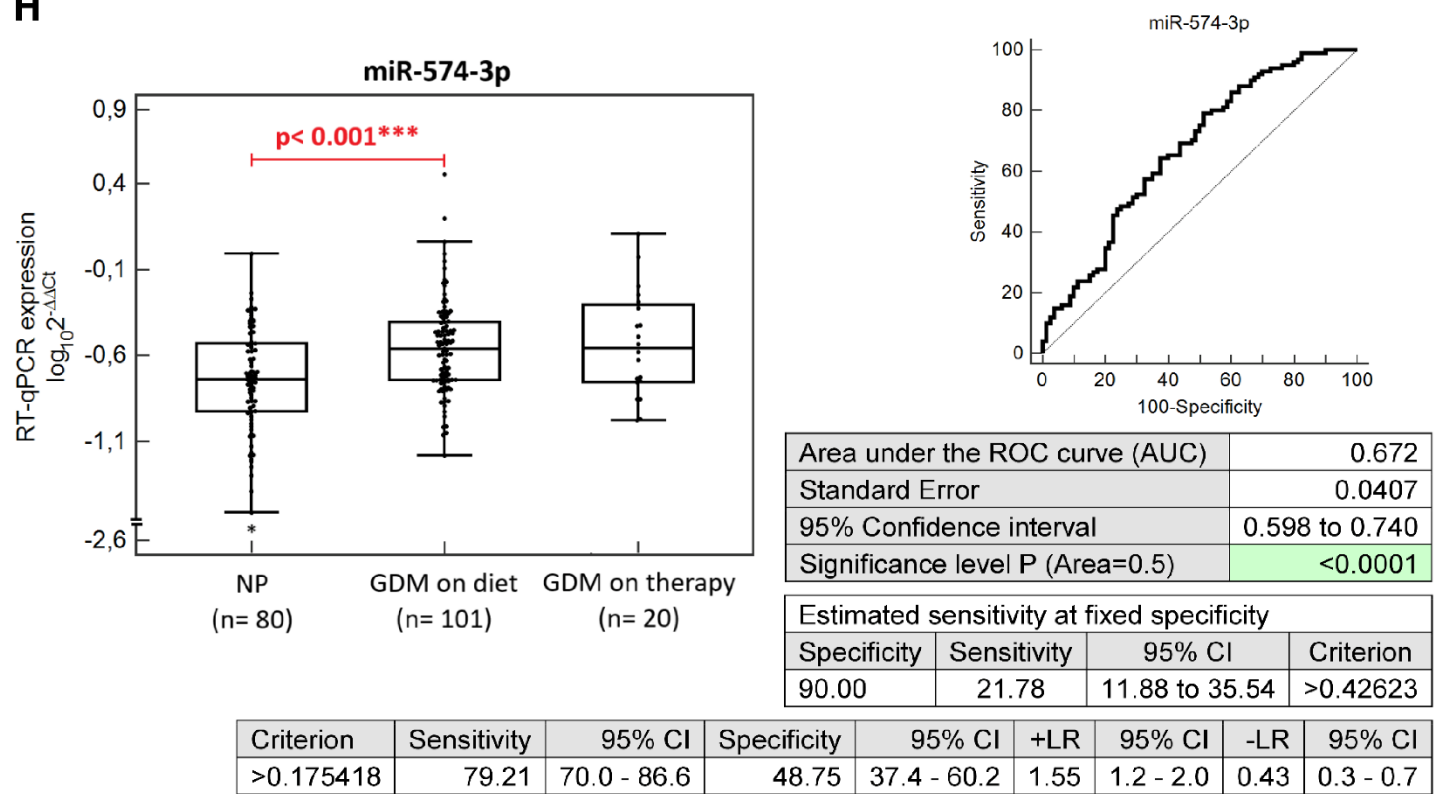 H
miR-574-3p
0,9
0,4
-0,1
-0,6
-1,1
-2,6
RT-qPCR expression
log₁₀2^-ΔΔCt
p< 0.001***
*
NP
(n= 80)
GDM on diet
(n= 101)
GDM on therapy
(n= 20)
miR-574-3p
100
80
60
40
20
0
Sensitivity
0 20 40 60 80 100
100-Specificity
Area under the ROC curve (AUC) 0.672
Standard Error 0.0407
95% Confidence interval 0.598 to 0.740
Significance level P (Area=0.5) <0.0001
Estimated sensitivity at fixed specificity
Specificity Sensitivity 95% CI Criterion
90.00 21.78 11.88 to 35.54 >0.42623
Criterion Sensitivity 95% CI Specificity 95% CI +LR 95% CI -LR 95% CI
>0.175418 79.21 70.0 - 86.6 48.75 37.4 - 60.2 1.55 1.2 - 2.0 0.43 0.3 - 0.7